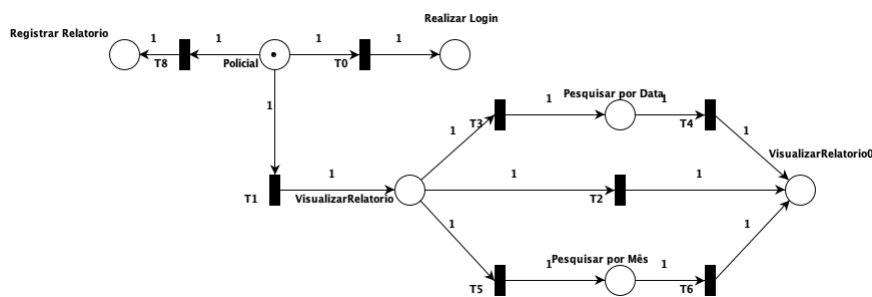 Realizar Login
Registrar Relatorio
1
1
1
1
T8
Policial
T0
1
Pesquisar por Data
1
1
T3
T4
1
1
VisualizarRelatorio0
1
1
1
T1
VisualizarRelatorio
T2
1
1
Pesquisar por Mês
1
1
T5
T6